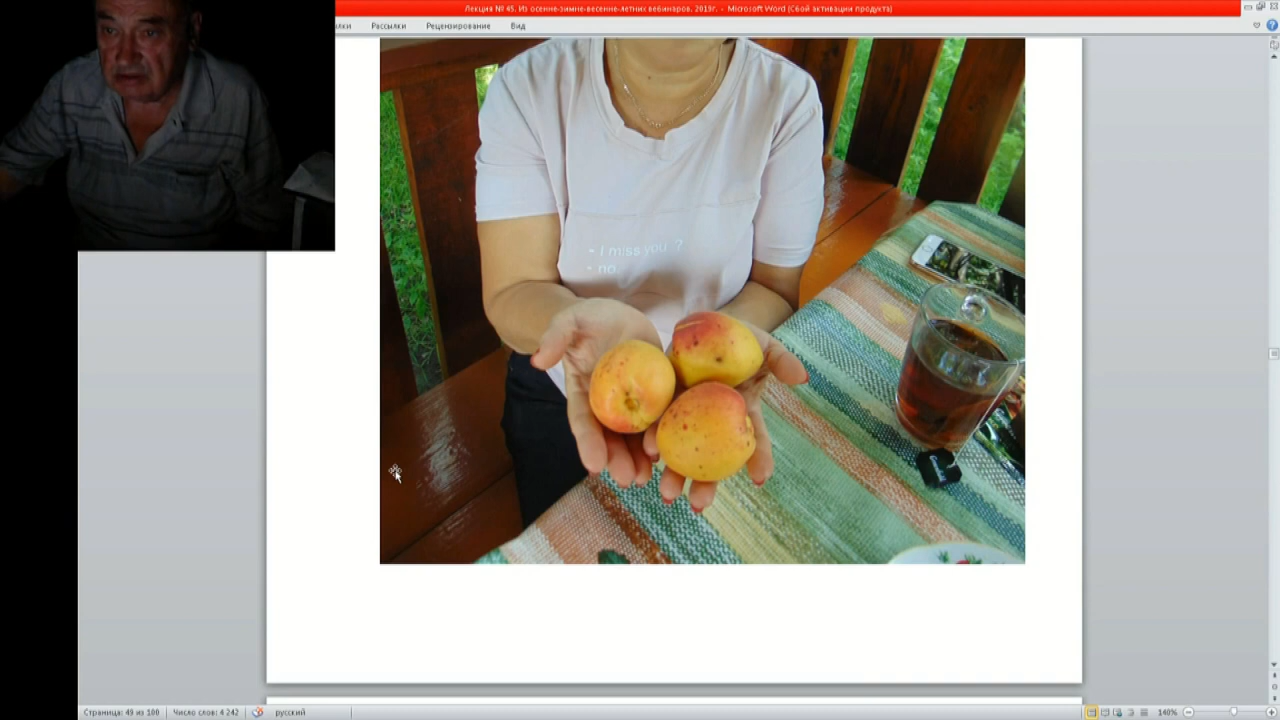 Лекция № 45. Из осенне-зимне-весенне-летних вебинаров, 2019г. - Microsoft Word (Сбой активации продукта)
Рассылки
Рецензирование
Вид
- I miss you ?
- no.
Страница: 49 из 100
Число слов: 4 242
русский
140%